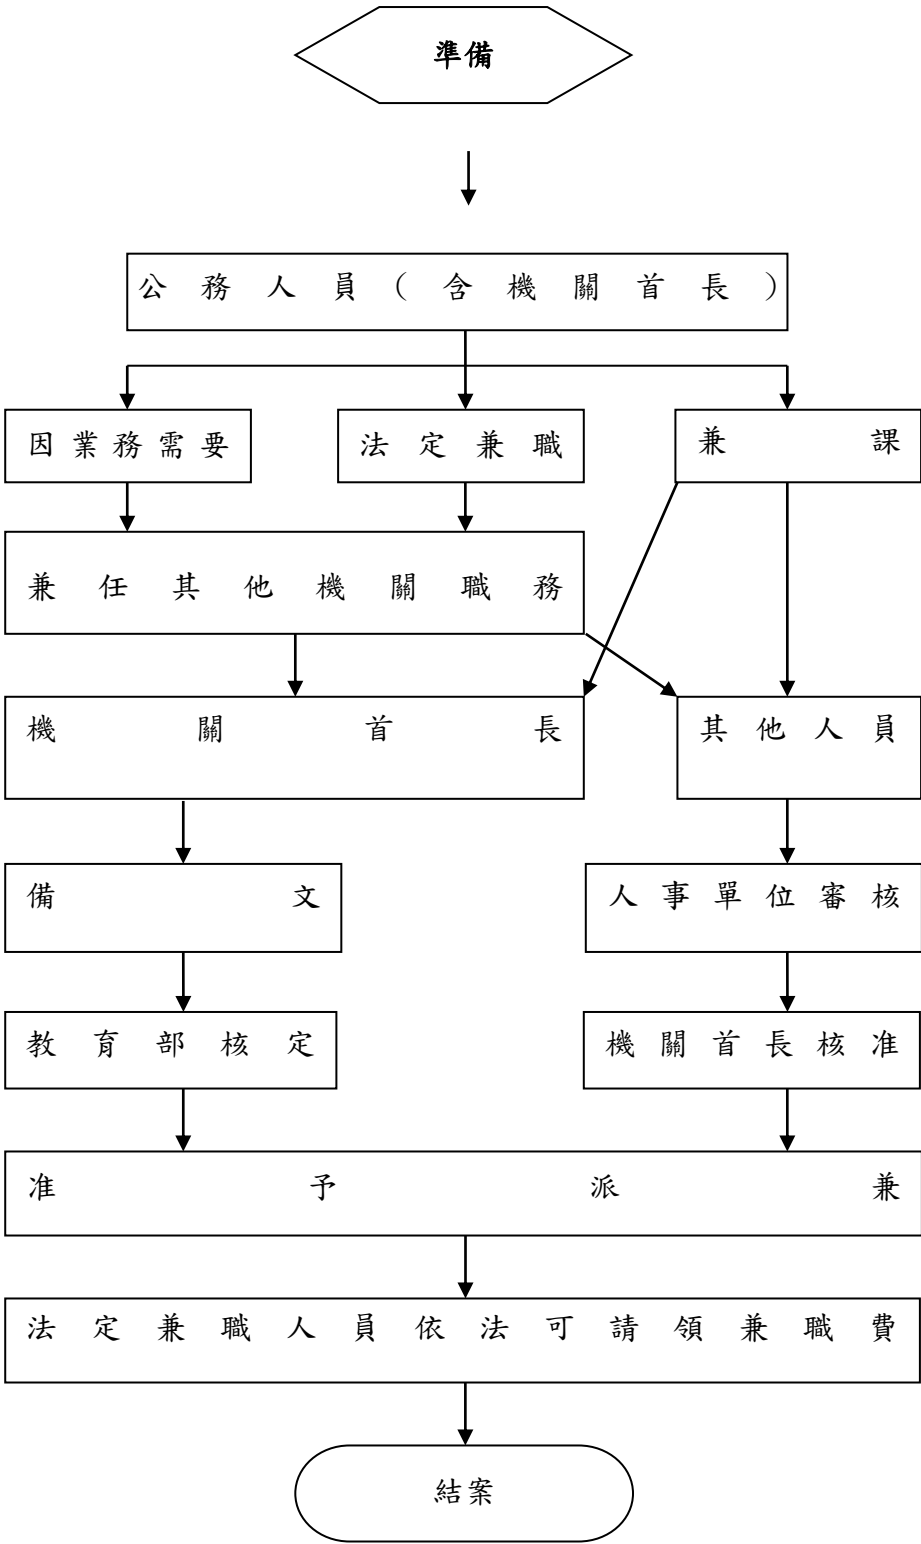 準備
公務人員（含機關首長）
因業務需要
法定兼職
兼課
兼任其他機關職務
機關首長
其他人員
備文
人事單位審核
教育部核定
機關首長核准
准予派兼
法定兼職人員依法可請領兼職費
結案